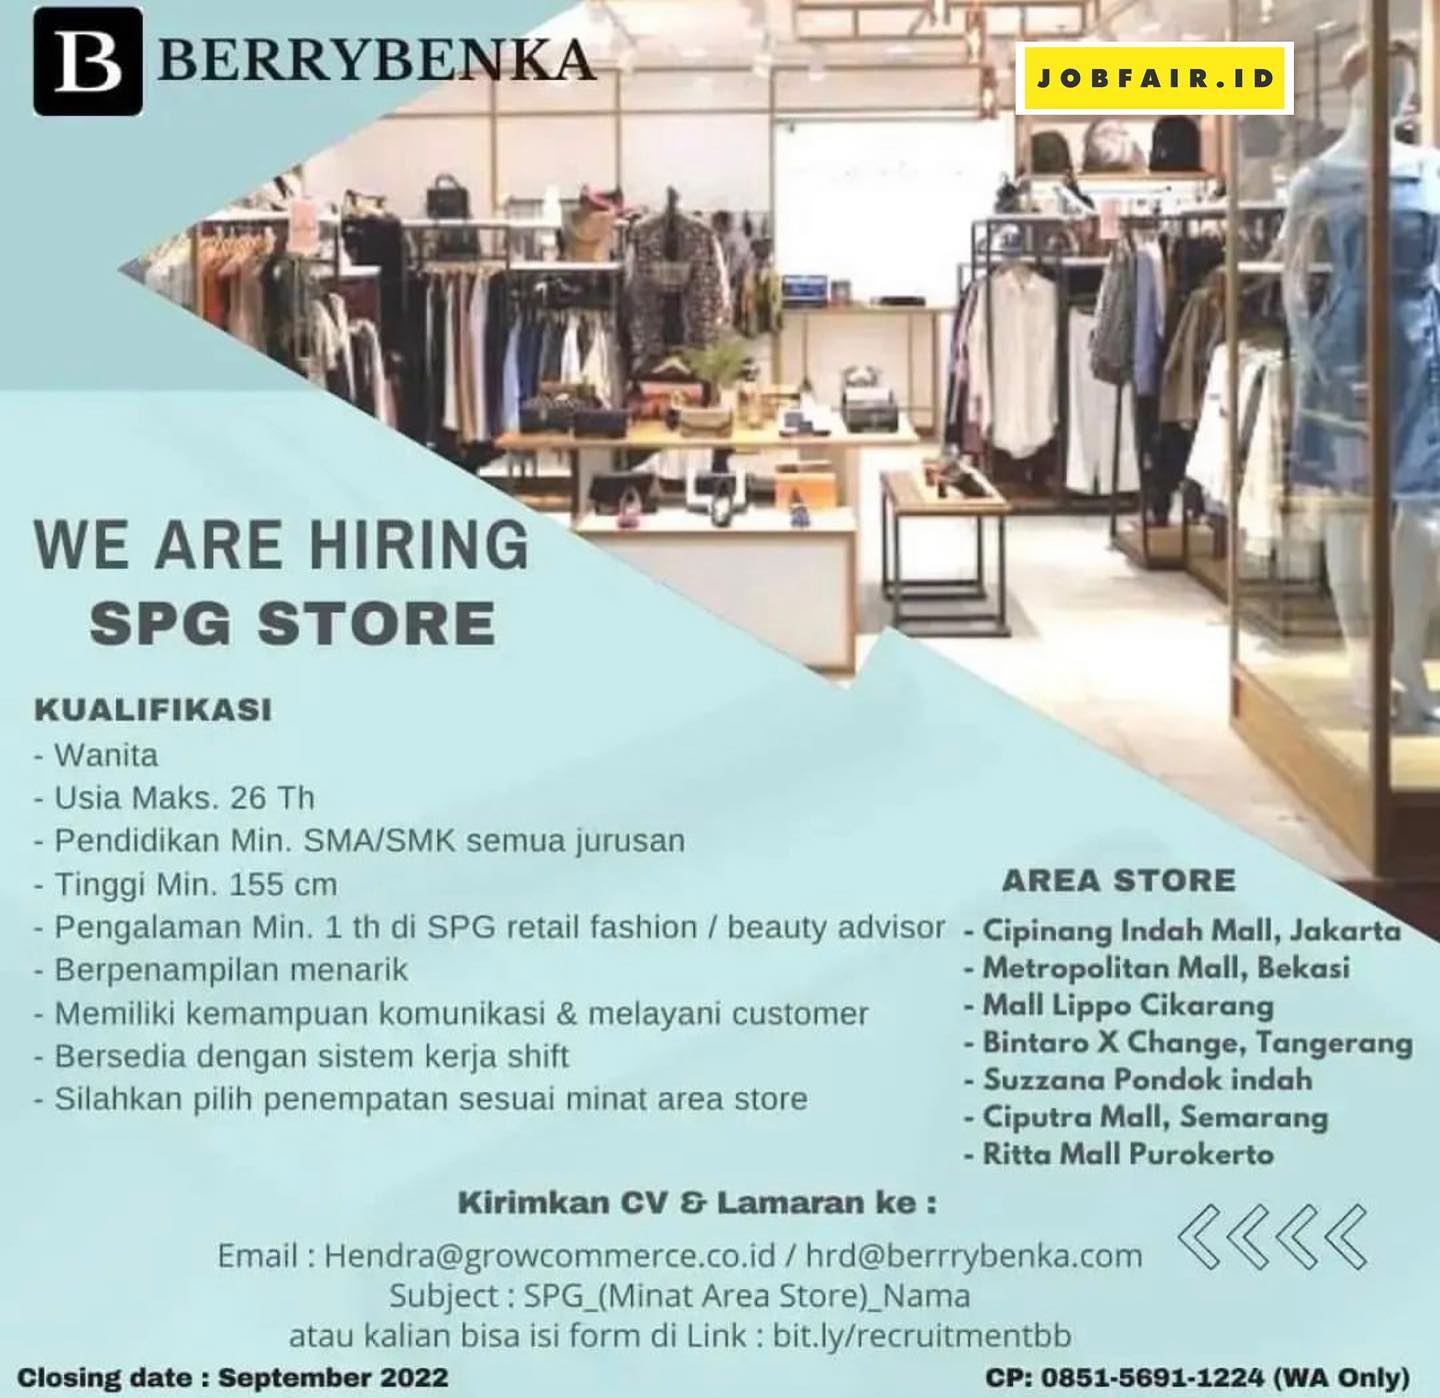 B BERRYBENKA
JOBFAIR.ID
WE ARE HIRING
SPG STORE
KUALIFIKASI
- Wanita
- Usia Maks. 26 Th
- Pendidikan Min. SMA/SMK semua jurusan
- Tinggi Min. 155 cm
- Pengalaman Min. 1 th di SPG retail fashion / beauty advisor
- Berpenampilan menarik
- Memiliki kemampuan komunikasi & melayani customer
- Bersedia dengan sistem kerja shift
- Silahkan pilih penempatan sesuai minat area store
AREA STORE
- Cipinang Indah Mall, Jakarta
- Metropolitan Mall, Bekasi
- Mall Lippo Cikarang
- Bintaro X Change, Tangerang
- Suzzana Pondok indah
- Ciputra Mall, Semarang
- Ritta Mall Purokerto
Kirimkan CV & Lamaran ke :
Email : Hendra@growcommerce.co.id / hrd@berrrybenka.com
Subject : SPG_(Minat Area Store)_Nama
atau kalian bisa isi form di Link : bit.ly/recruitmentbb
Closing date : September 2022
CP: 0851-5691-1224 (WA Only)